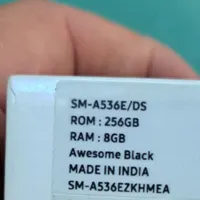 SM-A536E/DS
ROM : 256GB
RAM : 8GB
Awesome Black
MADE IN INDIA
SM-A536EZKHMEA